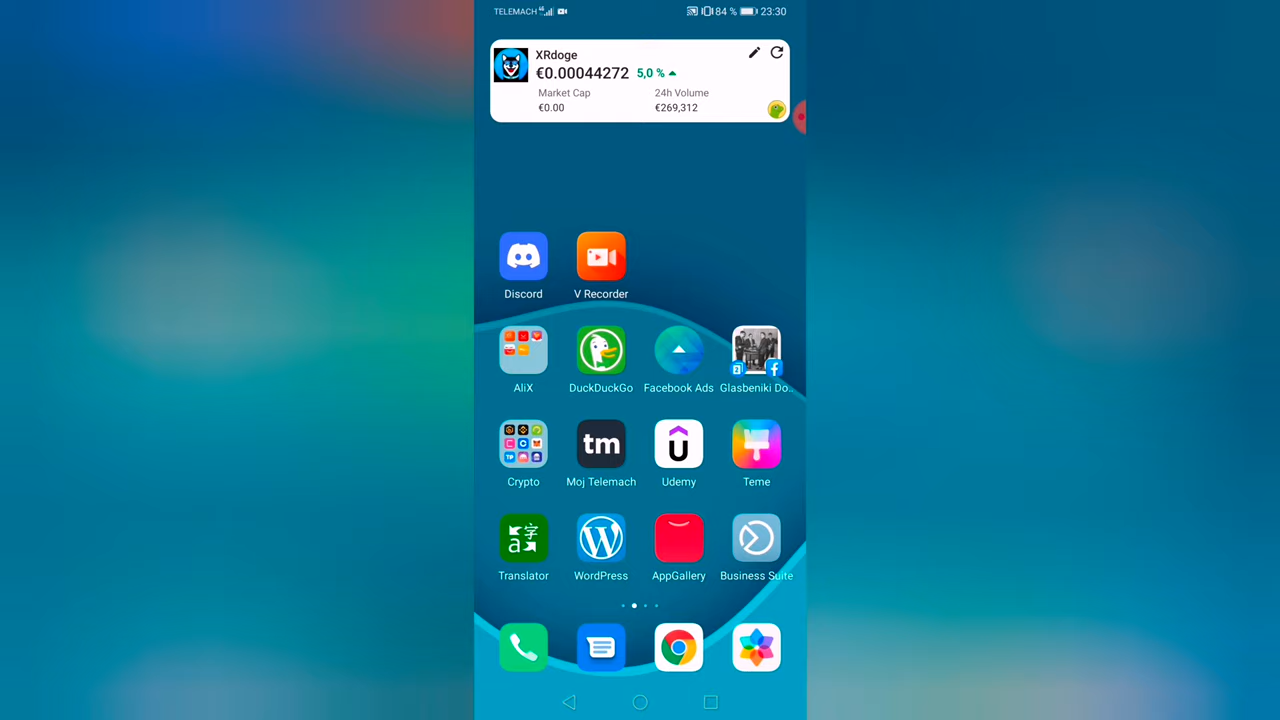 TELEMACH 84 % 23:30
XRdoge
€0.00044272 5,0 %
Market Cap 24h Volume
€0.00 €269,312
Discord V Recorder
AliX DuckDuckGo Facebook Ads Glasbeniki Do...
tm
Crypto Moj Telemach Udemy Teme
Translator WordPress AppGallery Business Suite